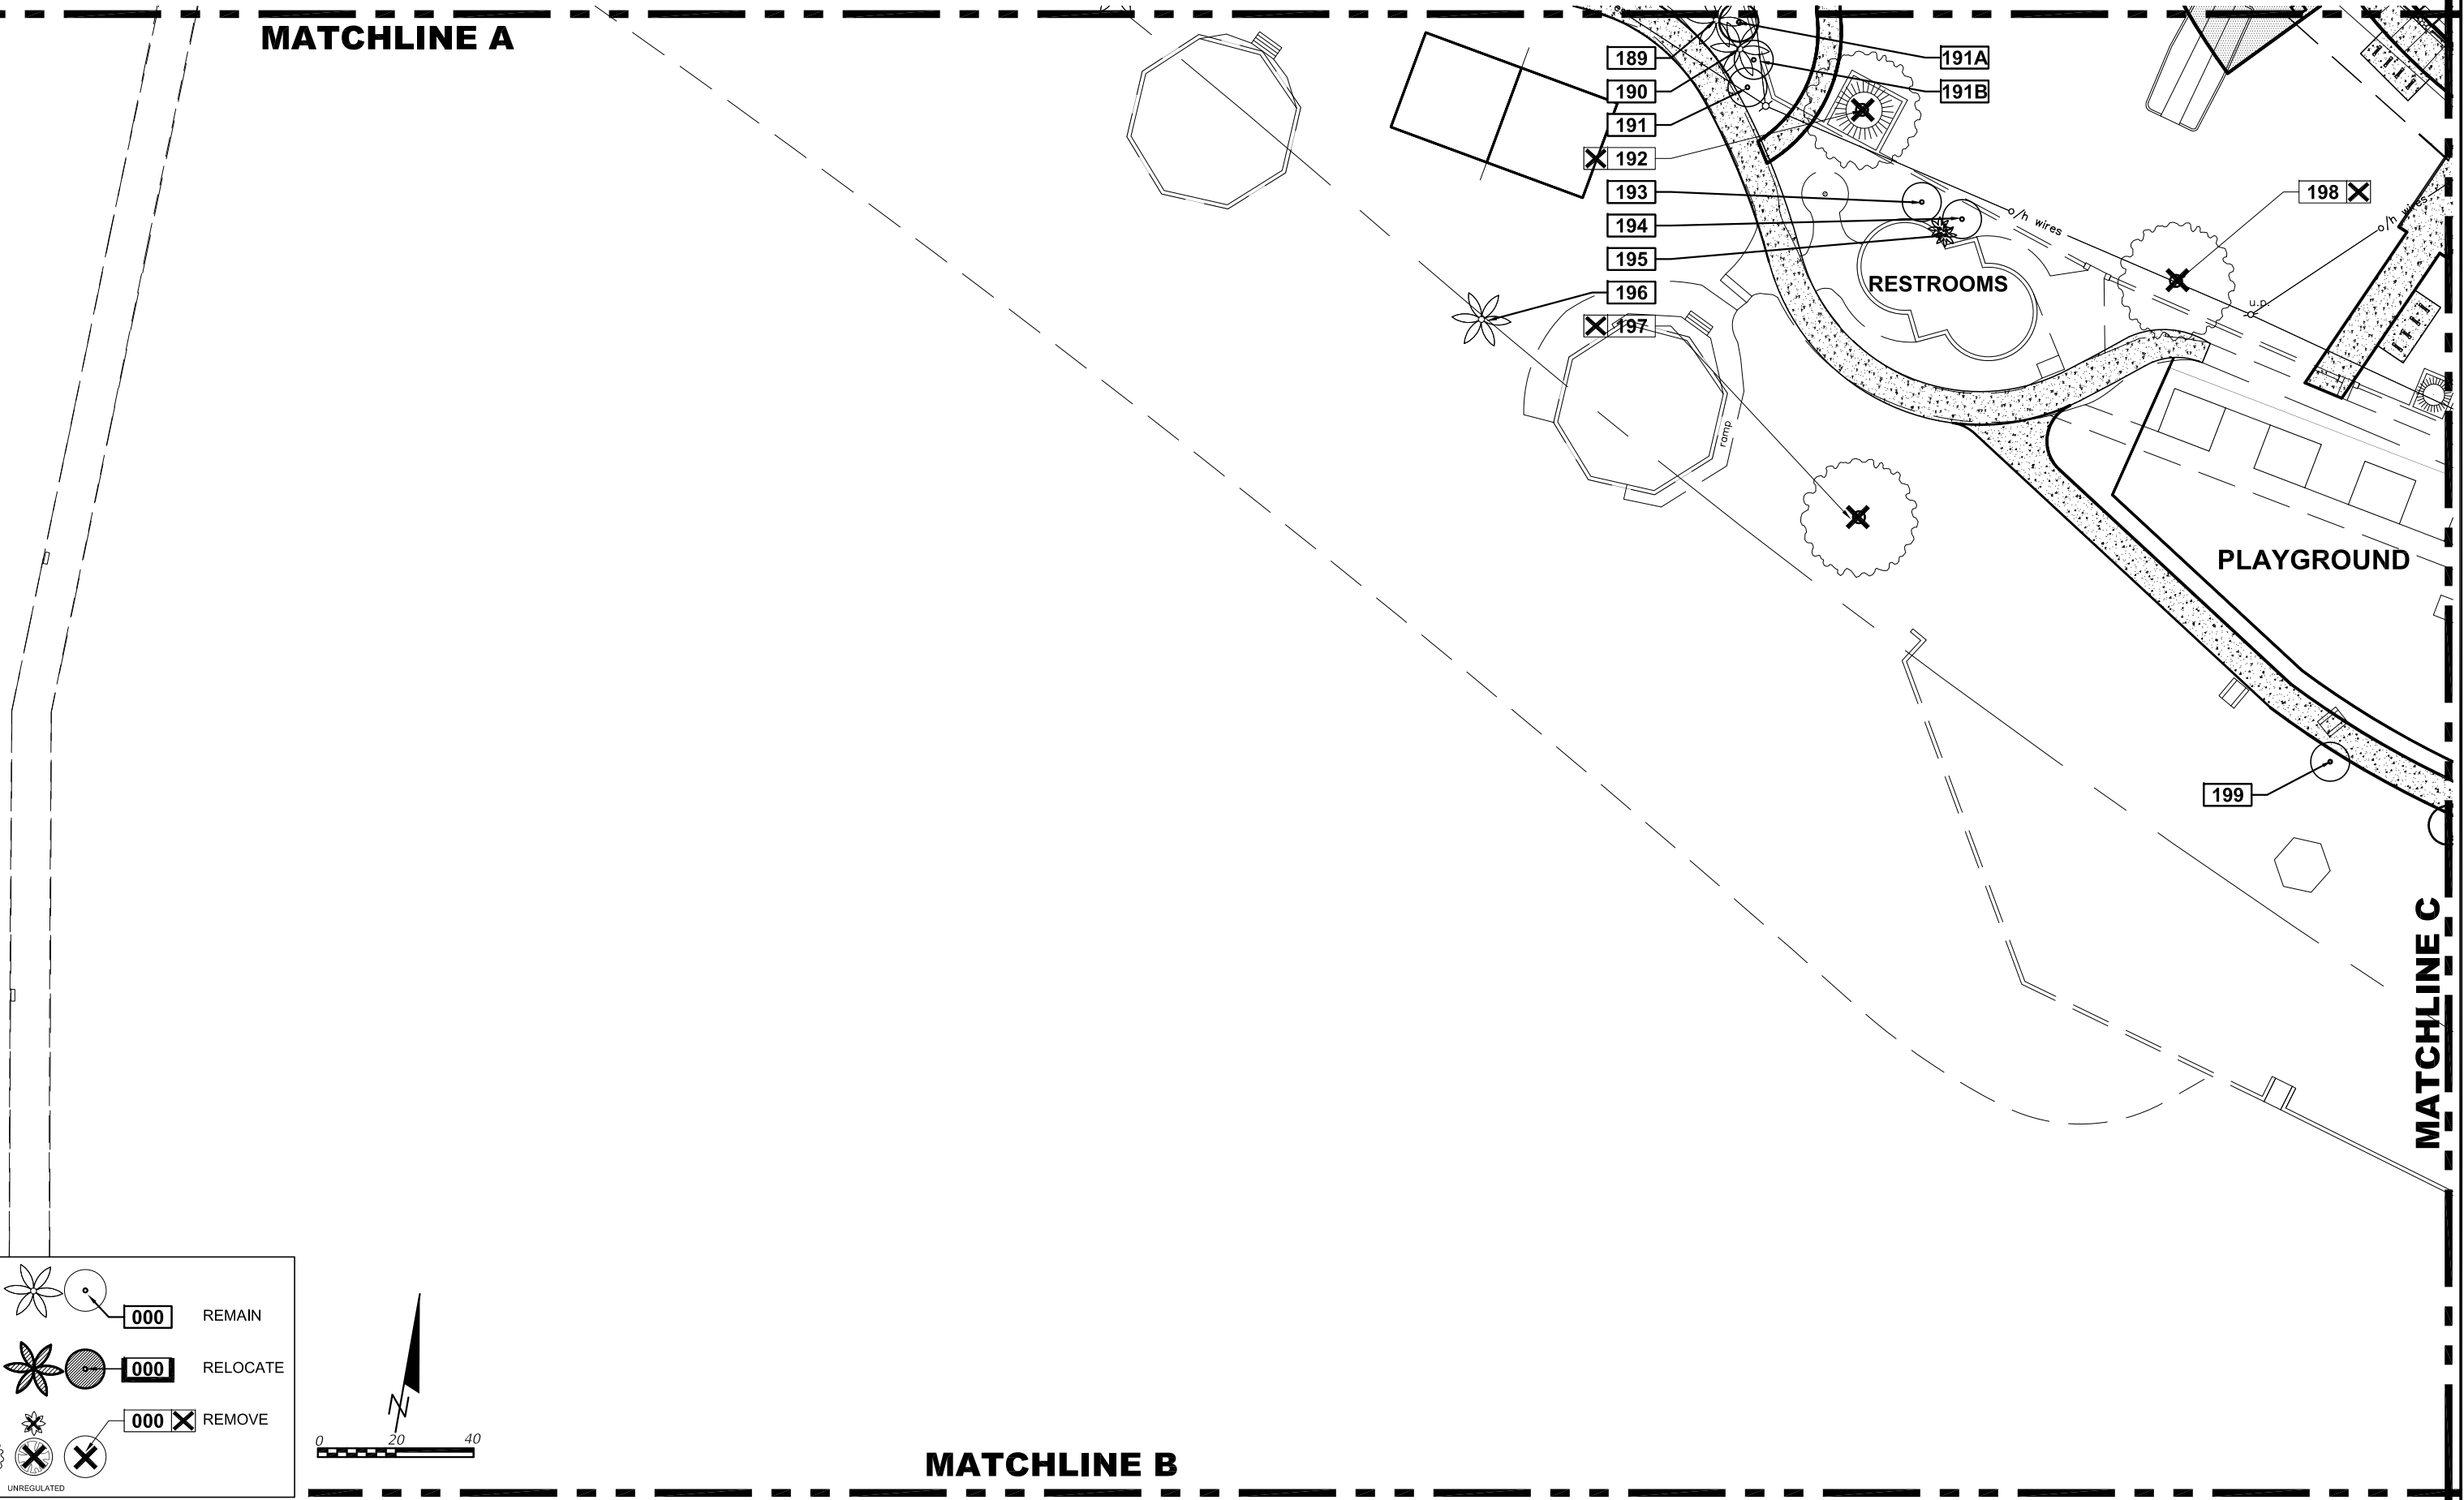 MATCHLINE A
189
190
191
192
193
194
195
196
197
191A
191B
198
o/h wires
o/h wires
RESTROOMS
u.p.
ramp
PLAYGROUND
199
MATCHLINE C
000 REMAIN
000 RELOCATE
000 REMOVE
UNREGULATED
N
0 20 40
MATCHLINE B